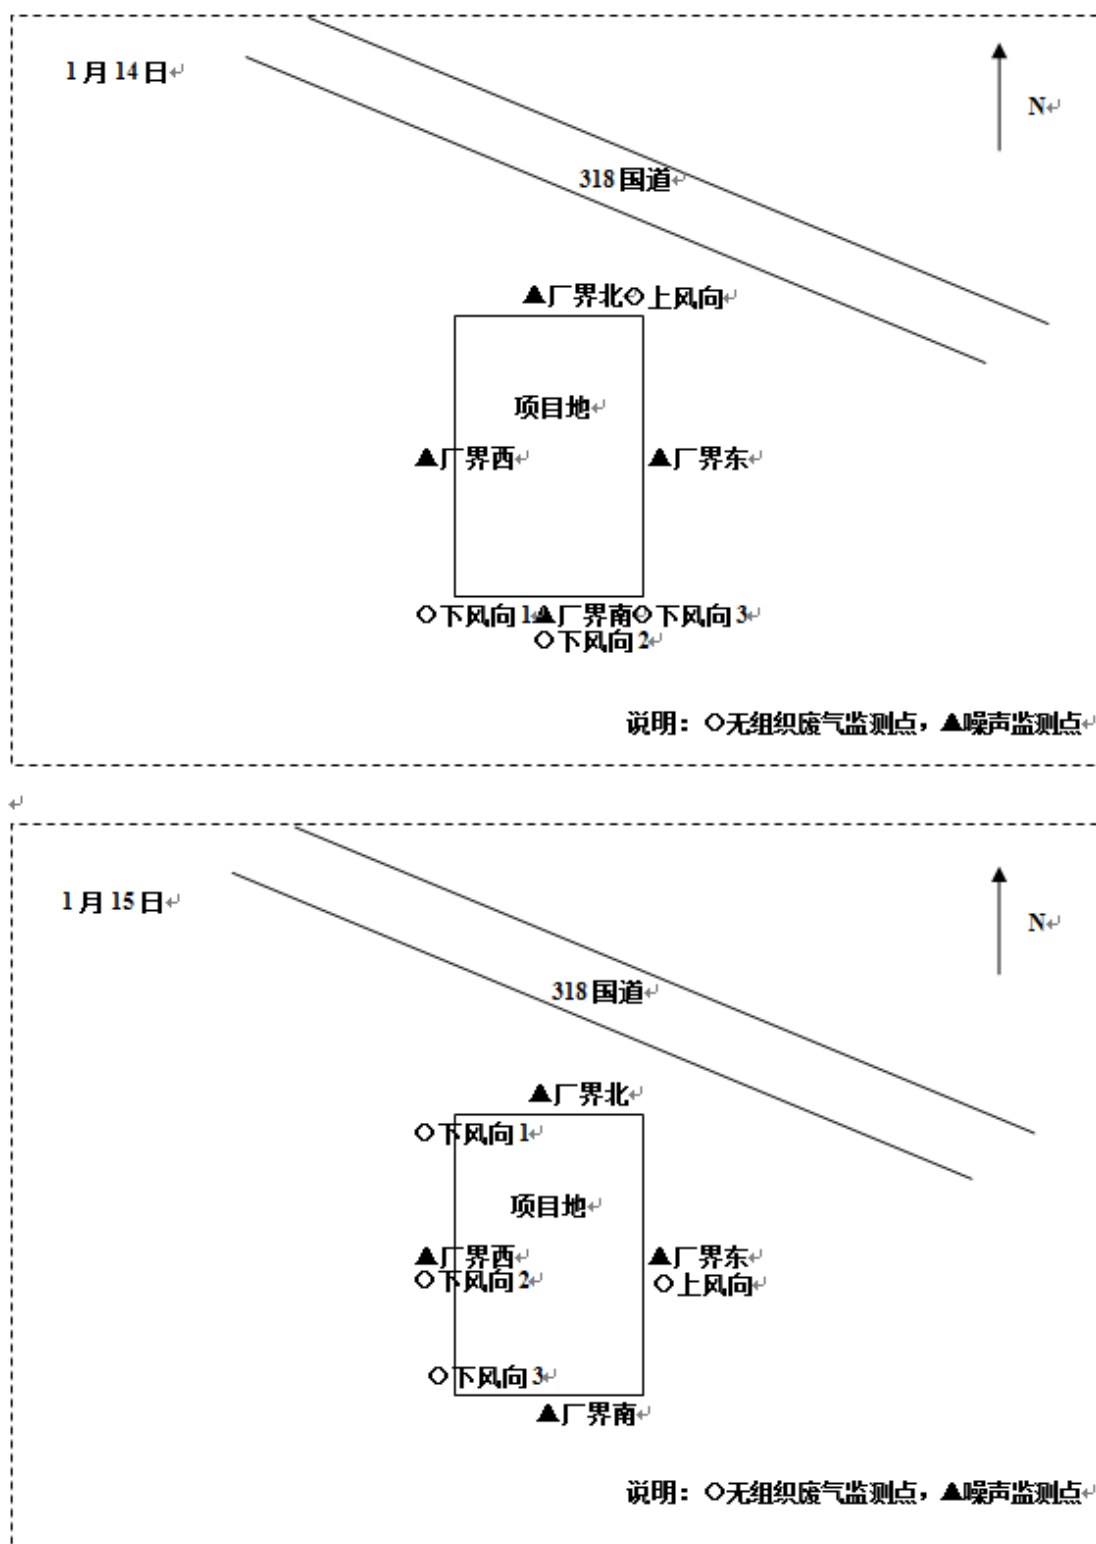 1月14日
N
318国道
▲厂界北○上风向
项目地
▲厂界西
▲厂界东
○下风向1▲厂界南○下风向3
○下风向2
说明：○无组织废气监测点，▲噪声监测点
1月15日
N
318国道
▲厂界北
○下风向1
项目地
▲厂界西
▲厂界东
○下风向2
○上风向
○下风向3
▲厂界南
说明：○无组织废气监测点，▲噪声监测点